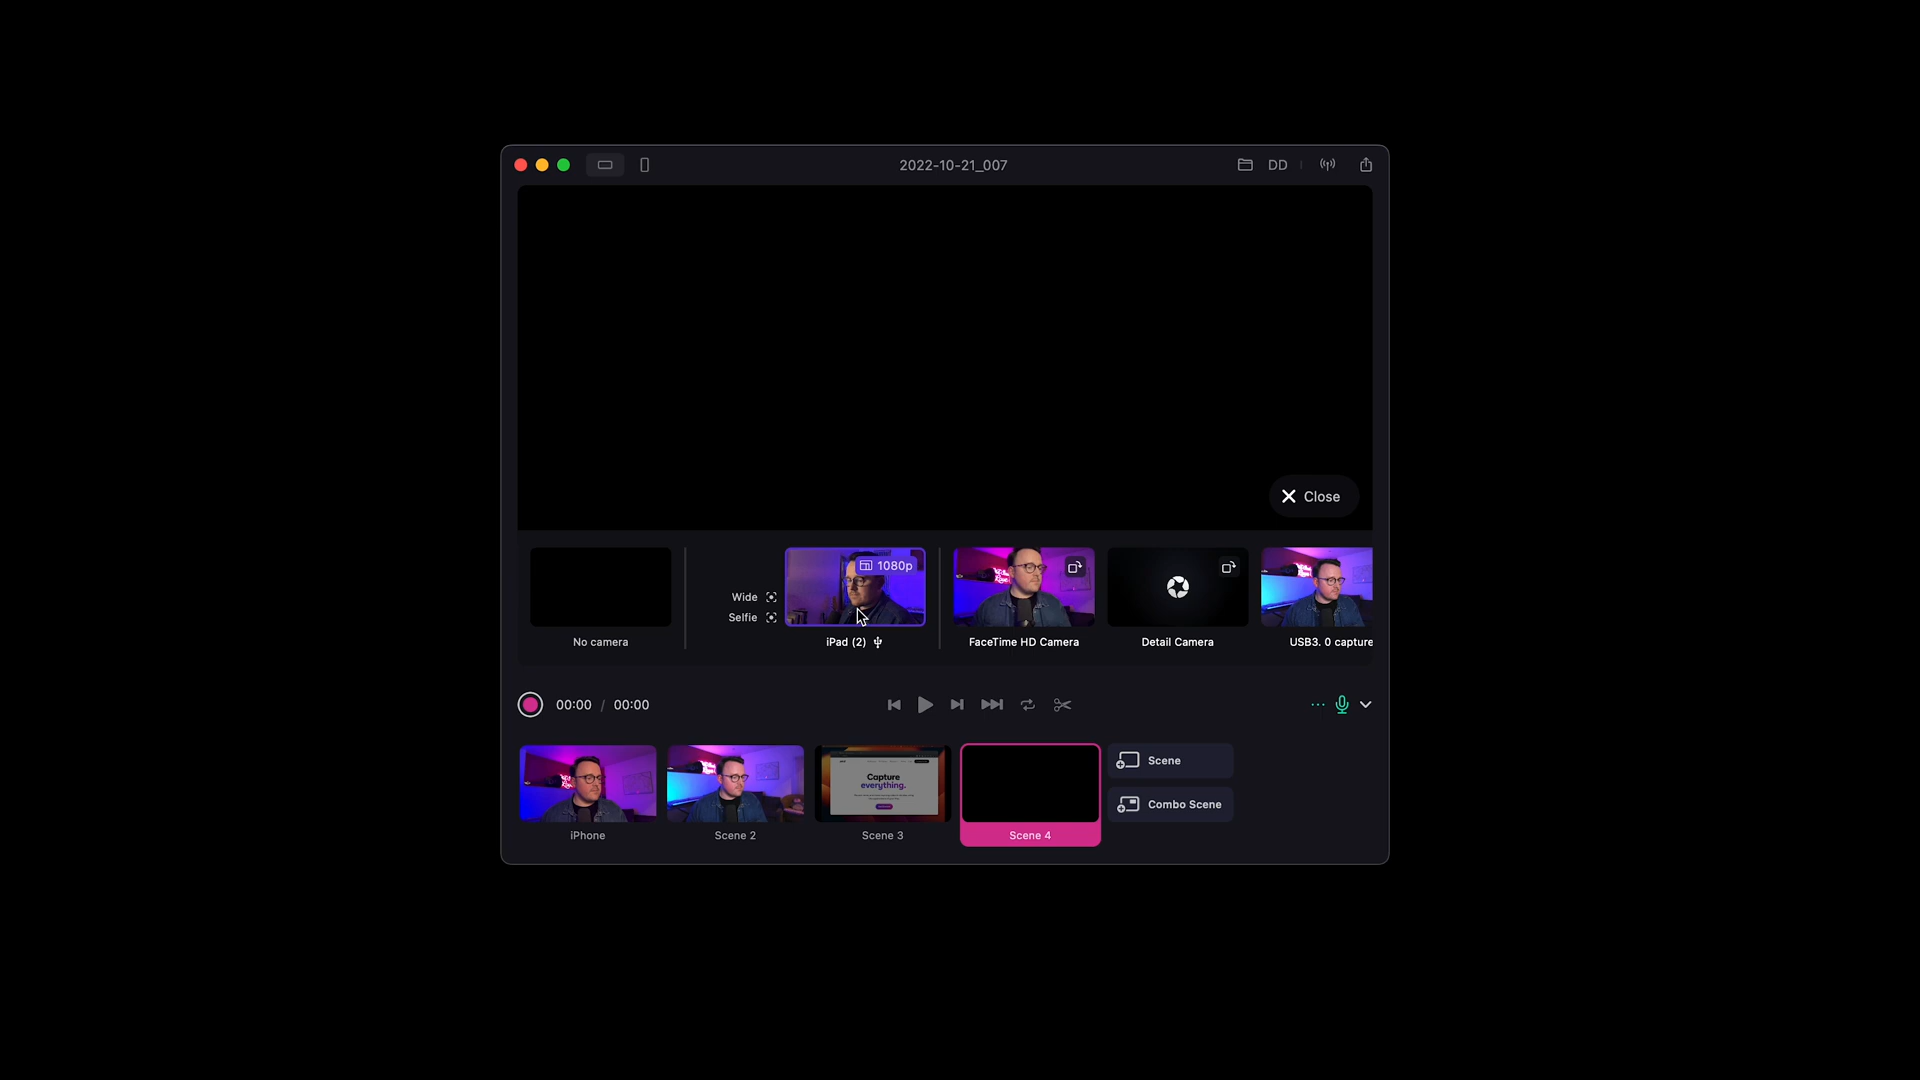 2022-10-21_007
DD
Close
1080p
Wide
Selfie
No camera
iPad (2)
FaceTime HD Camera
Detail Camera
USB3. 0 capture
00:00 / 00:00
Capture
everything.
Scene
Combo Scene
iPhone
Scene 2
Scene 3
Scene 4